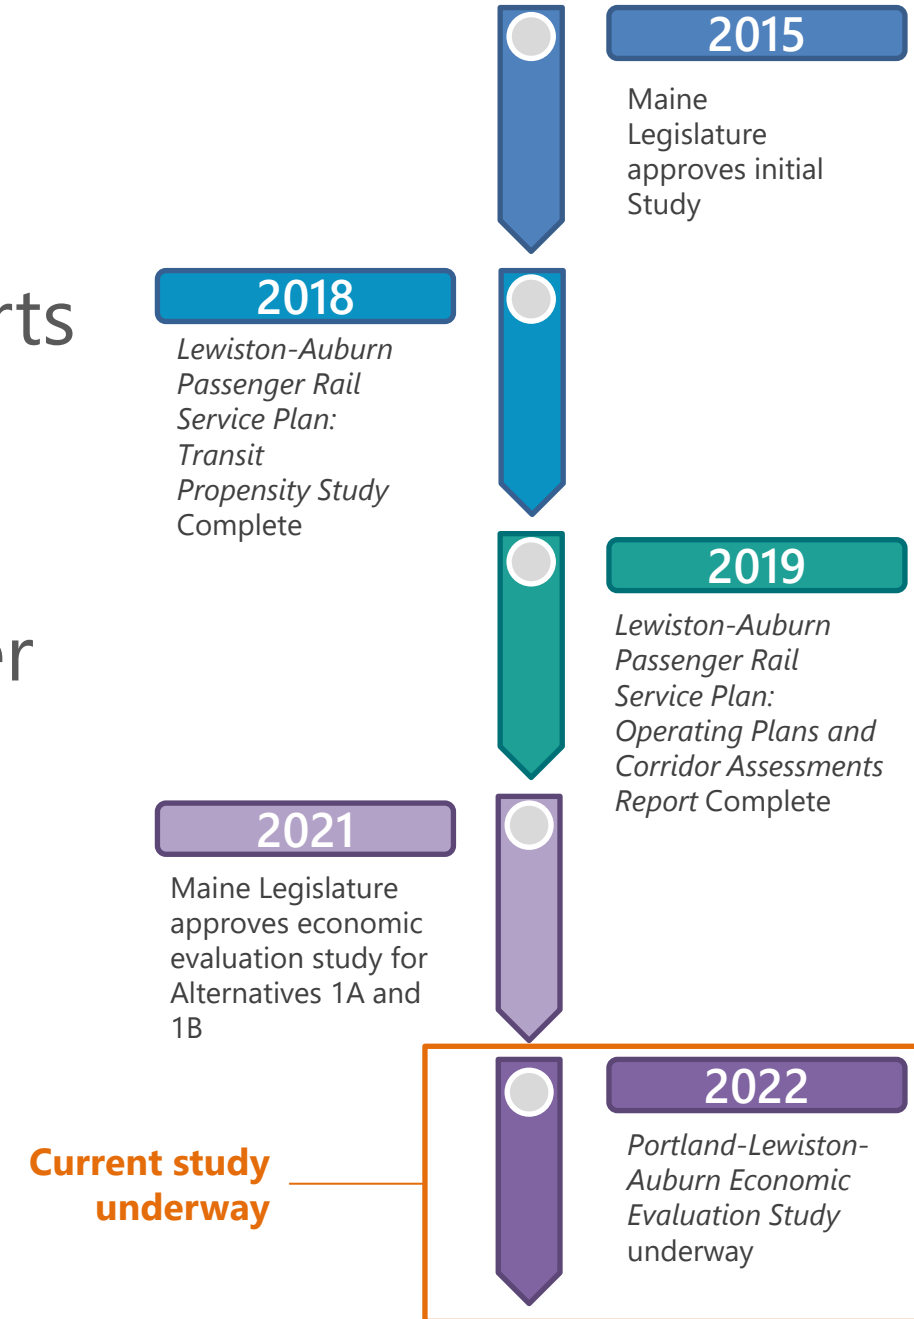 2015
Maine
Legislature
approves initial
Study
rts
2018
Lewiston-Auburn
Passenger Rail
Service Plan:
Transit
Propensity Study
Complete
er
2019
Lewiston-Auburn
Passenger Rail
Service Plan:
Operating Plans and
Corridor Assessments
Report Complete
2021
Maine Legislature
approves economic
evaluation study for
Alternatives 1A and
1B
2022
Portland-Lewiston-
Auburn Economic
Evaluation Study
underway
Current study
underway